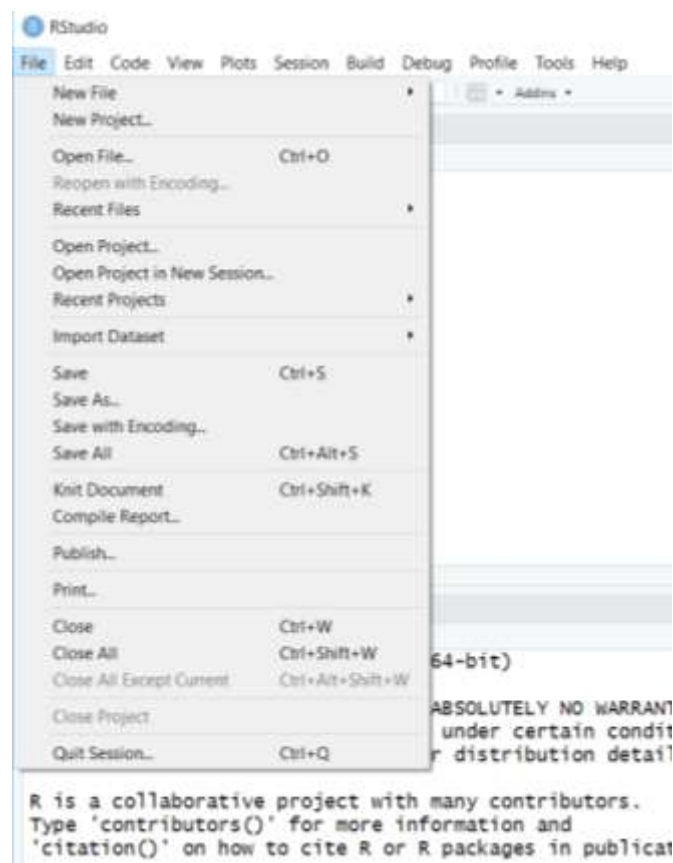 RStudio
File Edit Code View Plots Session Build Debug Profile Tools Help
Addins
New File
New Project...
Open File... Ctrl+O
Reopen with Encoding...
Recent Files
Open Project...
Open Project in New Session...
Recent Projects
Import Dataset
Save Ctrl+S
Save As...
Save with Encoding...
Save All Ctrl+Alt+S
Knit Document Ctrl+Shift+K
Compile Report...
Publish...
Print...
Close Ctrl+W
Close All Ctrl+Shift+W
Close All Except Current Ctrl+Alt+Shift+W
Close Project
Quit Session... Ctrl+Q
64-bit)
ABSOLUTELY NO WARRANT
under certain condit
r distribution detail
R is a collaborative project with many contributors.
Type 'contributors()' for more information and
'citation()' on how to cite R or R packages in publicat